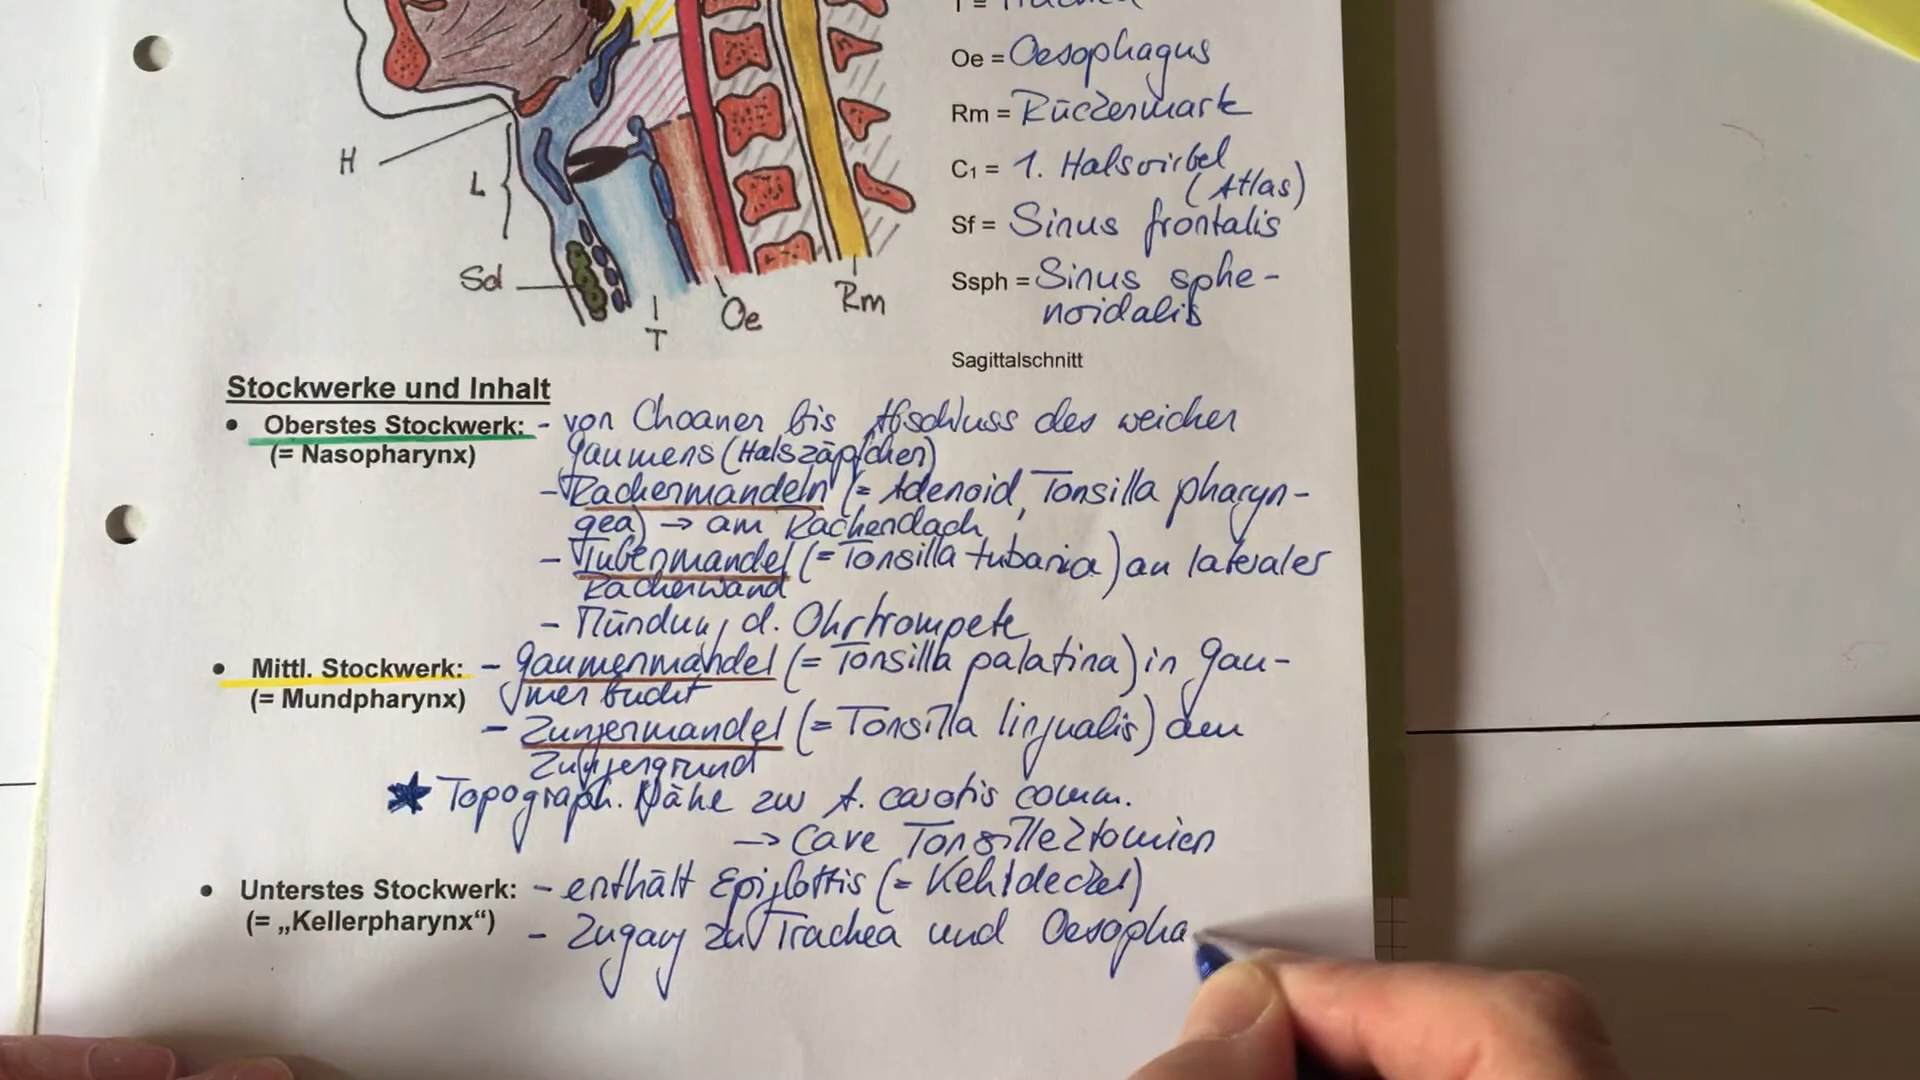 T = Trachea
Oe = Oesophagus
Rm = Rückenmark
H
C1 = 1. Halswirbel
L
(Atlas)
Sf = Sinus frontalis
Sd
Ssph = Sinus sphe-
noidalis
T
Oe
Rm
Sagittalschnitt
Stockwerke und Inhalt
• Oberstes Stockwerk: - von Choanen bis Abschluss des weichen
(= Nasopharynx) Gaumens (Halszäpfchen)
- Rachenmandeln (= Adenoid, Tonsilla pharyn-
gea) → am Rachendach
- Tubenmandel (= Tonsilla tubaria) an lateraler
Rachenwand
- Mündung d. Ohrtrompete
• Mittl. Stockwerk: - Gaumenmandel (= Tonsilla palatina) in Gau-
(= Mundpharynx) menbucht
- Zungenmandel (= Tonsilla lingualis) am
Zungengrund
★ Topograph. Nähe zur A. carotis comm.
→ Cave Tonsillektomien
• Unterstes Stockwerk: - enthält Epiglottis (= Kehldeckel)
(= „Kellerpharynx“) - Zugang zu Trachea und Oesopha